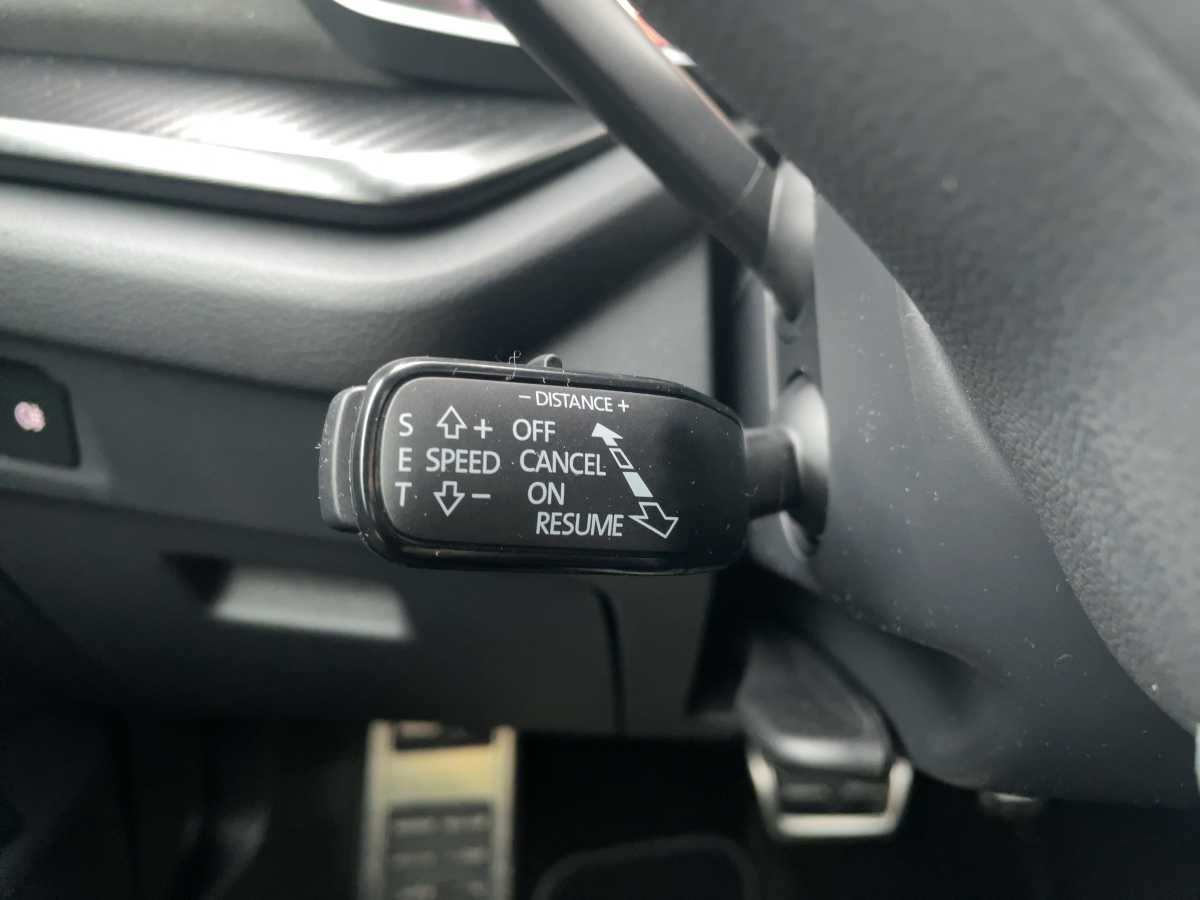 – DISTANCE +
S + OFF
E SPEED CANCEL
T – ON
RESUME